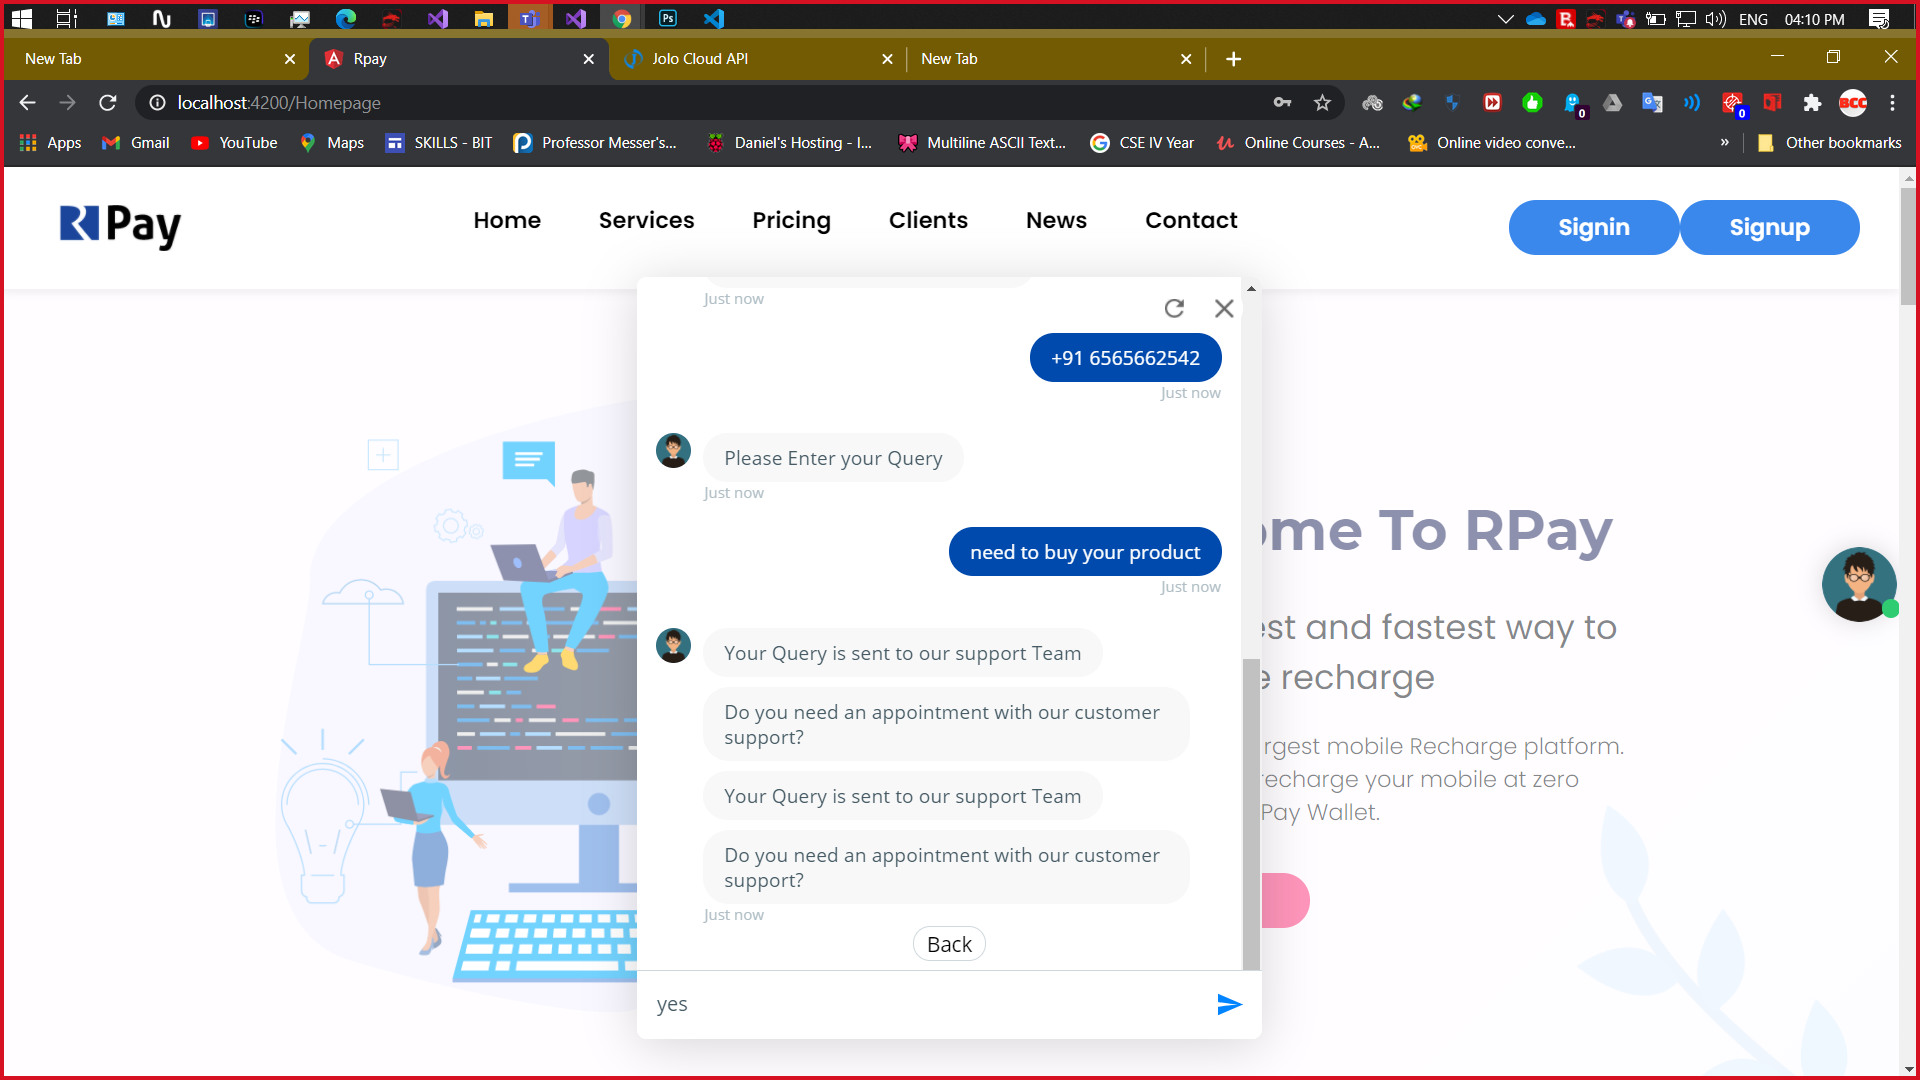 ENG 04:10 PM
New Tab
Rpay
Jolo Cloud API
New Tab
localhost:4200/Homepage
0
0
BCC
Apps
Gmail
YouTube
Maps
SKILLS - BIT
Professor Messer's...
Daniel's Hosting - I...
Multiline ASCII Text...
CSE IV Year
Online Courses - A...
Online video conve...
»
Other bookmarks
R Pay
Home
Services
Pricing
Clients
News
Contact
Signin
Signup
Just now
+91 6565662542
Just now
Please Enter your Query
Just now
need to buy your product
Just now
Your Query is sent to our support Team
Do you need an appointment with our customer
support?
Your Query is sent to our support Team
Do you need an appointment with our customer
support?
Just now
Back
yes
ome To RPay
est and fastest way to
e recharge
rgest mobile Recharge platform.
recharge your mobile at zero
Pay Wallet.